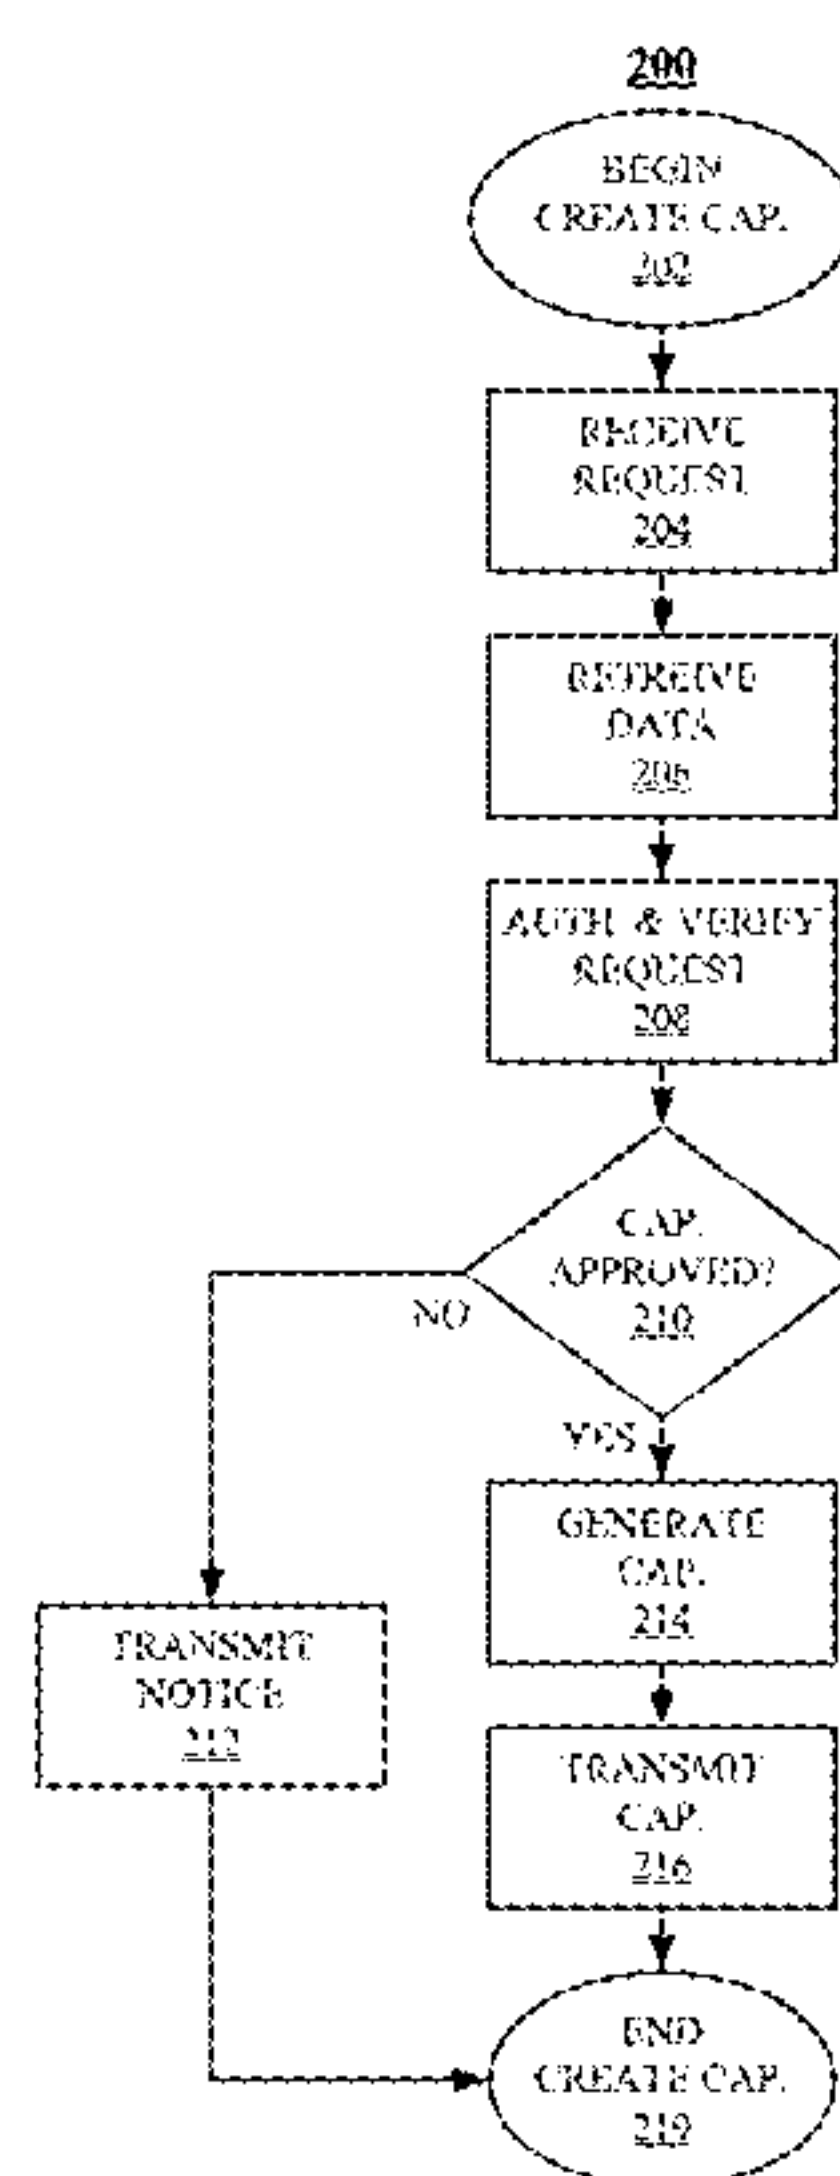 200
BEGIN
CREATE CAP.
202
RECEIVE
REQUEST
204
RETREIVE
DATA
206
AUTH & VERIFY
REQUEST
208
CAP.
APPROVED?
210
NO
YES
GENERATE
CAP.
214
TRANSMIT
NOTICE
212
TRANSMIT
CAP.
216
END
CREATE CAP.
219